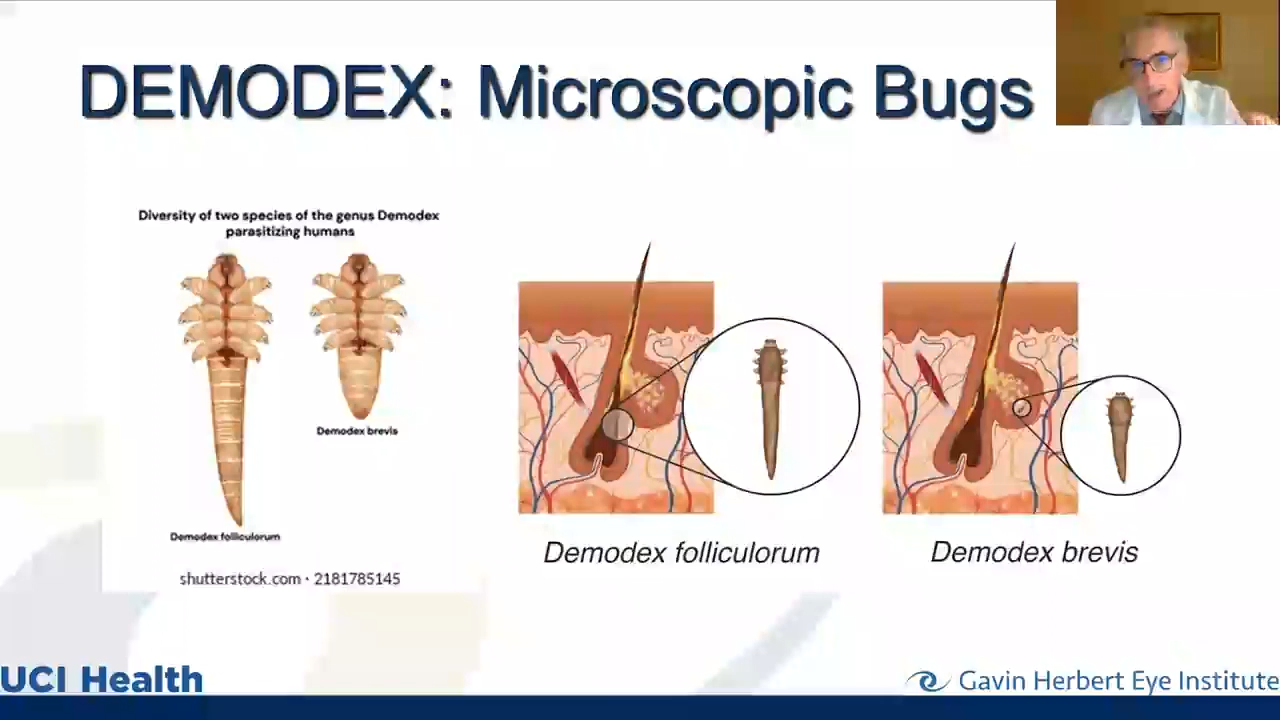 DEMODEX: Microscopic Bugs
Diversity of two species of the genus Demodex
parasitizing humans
Demodex brevis
Demodex folliculorum
shutterstock.com · 2181785145
Demodex folliculorum
Demodex brevis
UCI Health
Gavin Herbert Eye Institute